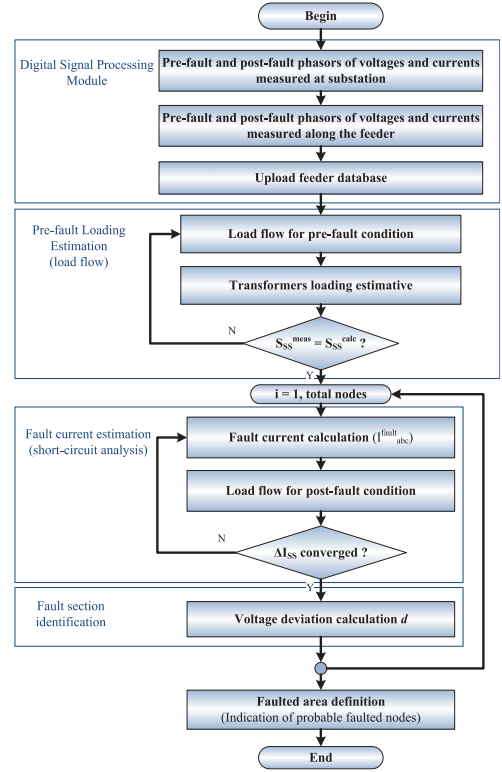 Begin
Digital Signal Processing
Module
Pre-fault and post-fault phasors of voltages and currents
measured at substation
Pre-fault and post-fault phasors of voltages and currents
measured along the feeder
Upload feeder database
Pre-fault Loading
Estimation
(load flow)
Load flow for pre-fault condition
Transformers loading estimative
N
S_SS^meas = S_SS^calc ?
Y
i = 1, total nodes
Fault current estimation
(short-circuit analysis)
Fault current calculation (I^fault_abc)
Load flow for post-fault condition
N
ΔI_SS converged ?
Y
Fault section
identification
Voltage deviation calculation d
Faulted area definition
(Indication of probable faulted nodes)
End